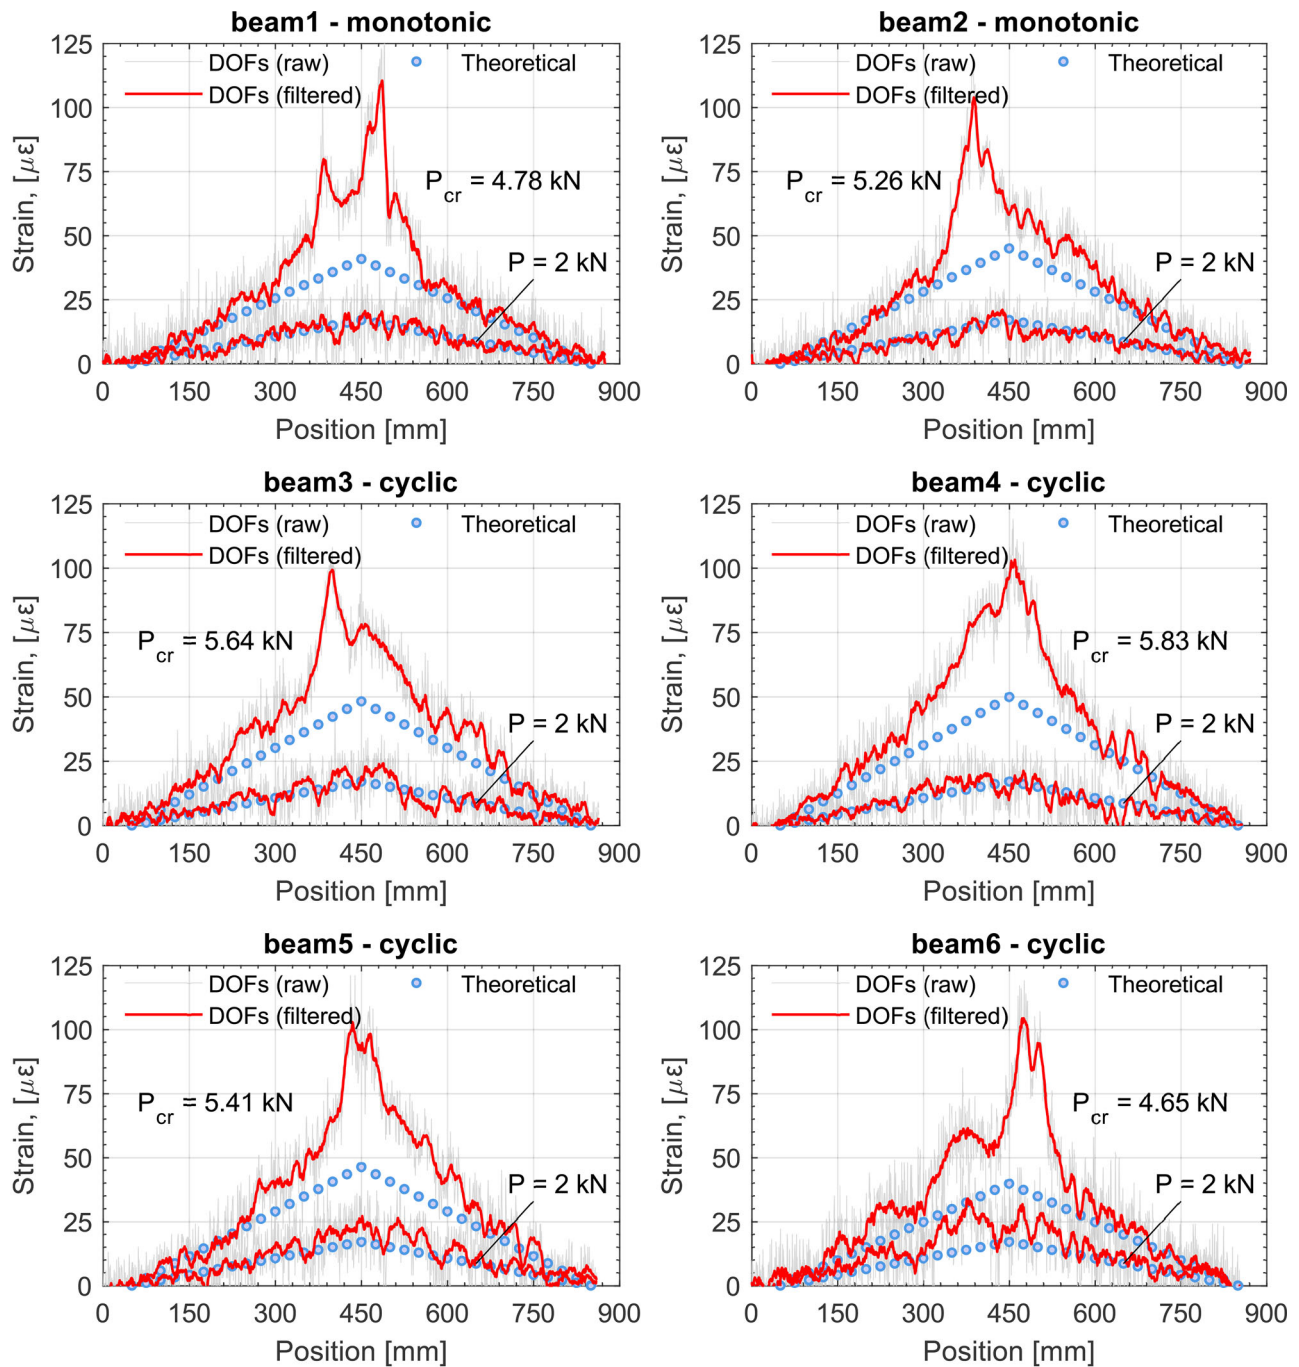 beam1 - monotonic
125
100
75
50
25
0
Strain, [με]
DOFs (raw)
Theoretical
DOFs (filtered)
Pcr = 4.78 kN
P = 2 kN
0 150 300 450 600 750 900
Position [mm]
beam2 - monotonic
125
100
75
50
25
0
Strain, [με]
DOFs (raw)
Theoretical
DOFs (filtered)
Pcr = 5.26 kN
P = 2 kN
0 150 300 450 600 750 900
Position [mm]
beam3 - cyclic
125
100
75
50
25
0
Strain, [με]
DOFs (raw)
Theoretical
DOFs (filtered)
Pcr = 5.64 kN
P = 2 kN
0 150 300 450 600 750 900
Position [mm]
beam4 - cyclic
125
100
75
50
25
0
Strain, [με]
DOFs (raw)
Theoretical
DOFs (filtered)
Pcr = 5.83 kN
P = 2 kN
0 150 300 450 600 750 900
Position [mm]
beam5 - cyclic
125
100
75
50
25
0
Strain, [με]
DOFs (raw)
Theoretical
DOFs (filtered)
Pcr = 5.41 kN
P = 2 kN
0 150 300 450 600 750 900
Position [mm]
beam6 - cyclic
125
100
75
50
25
0
Strain, [με]
DOFs (raw)
Theoretical
DOFs (filtered)
Pcr = 4.65 kN
P = 2 kN
0 150 300 450 600 750 900
Position [mm]